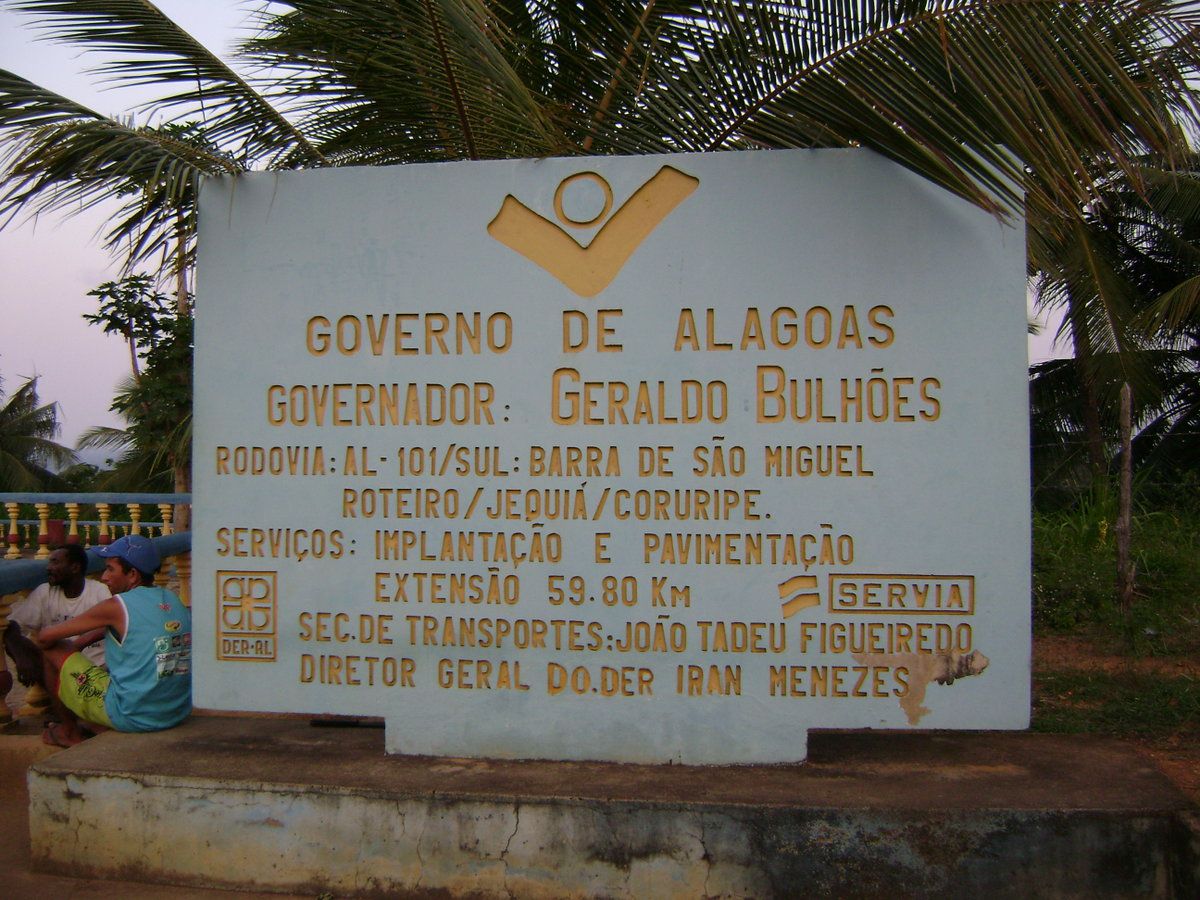 GOVERNO DE ALAGOAS
GOVERNADOR: GERALDO BULHÕES
RODOVIA: AL-101/SUL: BARRA DE SÃO MIGUEL
ROTEIRO/JEQUIÁ/CORURIPE.
SERVIÇOS: IMPLANTAÇÃO E PAVIMENTAÇÃO
EXTENSÃO 59.80 KM
SERVIA
DER-AL
SEC. DE TRANSPORTES: JOÃO TADEU FIGUEIREDO
DIRETOR GERAL DO.DER IRAN MENEZES